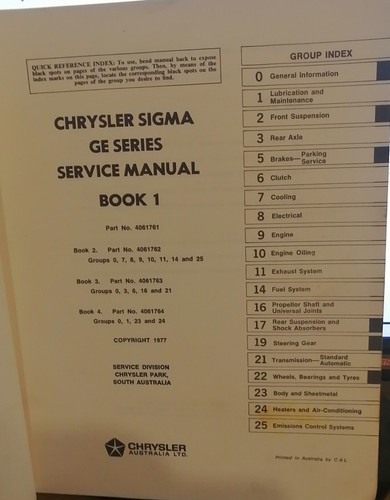 QUICK REFERENCE INDEX: To use, bend manual back to expose
black spots on pages of the various groups. Then, by means of the
index marks on this page, locate the corresponding black spots on the
pages of the group you desire to find.
CHRYSLER SIGMA
GE SERIES
SERVICE MANUAL
BOOK 1
Part No. 4061761
Book 2. Part No. 4061762
Groups 0, 7, 8, 9, 10, 11, 14 and 25
Book 3. Part No. 4061763
Groups 0, 3, 5, 16 and 21
Book 4. Part No. 4061764
Groups 0, 1, 23 and 24
COPYRIGHT 1977
SERVICE DIVISION
CHRYSLER PARK,
SOUTH AUSTRALIA
CHRYSLER
AUSTRALIA LTD.
GROUP INDEX
0 General Information
1 Lubrication and
Maintenance
2 Front Suspension
3 Rear Axle
5 Brakes—Parking
Service
6 Clutch
7 Cooling
8 Electrical
9 Engine
10 Engine Oiling
11 Exhaust System
14 Fuel System
16 Propellor Shaft and
Universal Joints
17 Rear Suspension and
Shock Absorbers
19 Steering Gear
21 Transmission—Standard
Automatic
22 Wheels, Bearings and Tyres
23 Body and Sheetmetal
24 Heaters and Air-Conditioning
25 Emissions Control Systems
Printed in Australia by C.A.L.